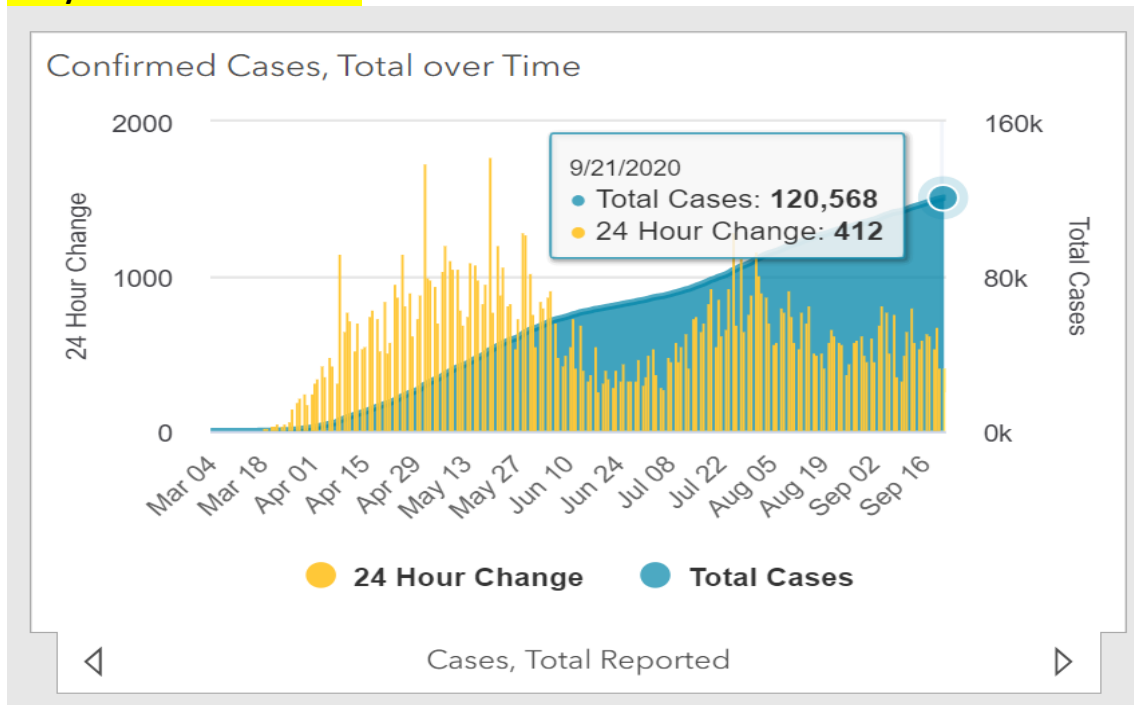 Confirmed Cases, Total over Time
2000
160k
9/21/2020
Total Cases: 120,568
24 Hour Change: 412
24 Hour Change
Total Cases
1000
80k
0
0k
Mar 04
Mar 18
Apr 01
Apr 15
Apr 29
May 13
May 27
Jun 10
Jun 24
Jul 08
Jul 22
Aug 05
Aug 19
Sep 02
Sep 16
24 Hour Change
Total Cases
Cases, Total Reported